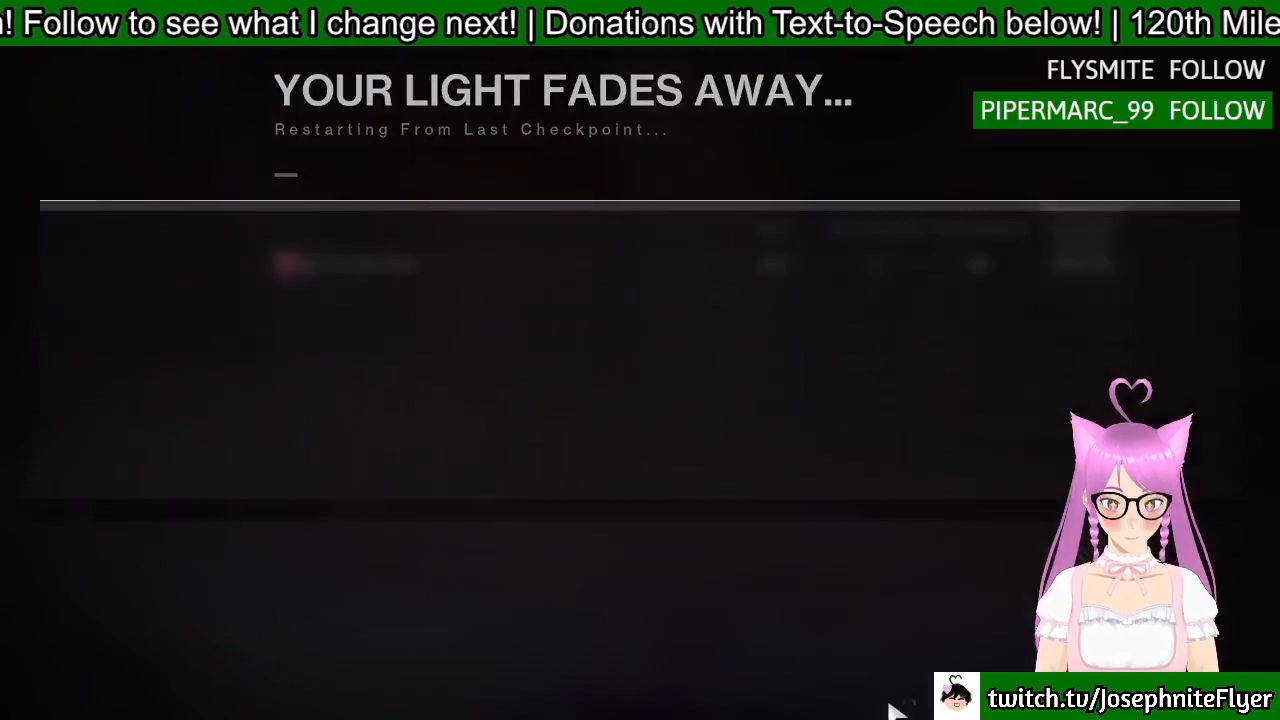 ! Follow to see what I change next! | Donations with Text-to-Speech below! | 120th Mile
YOUR LIGHT FADES AWAY...
Restarting From Last Checkpoint...
FLYSMITE FOLLOW
PIPERMARC_99 FOLLOW
twitch.tv/JosephniteFlyer